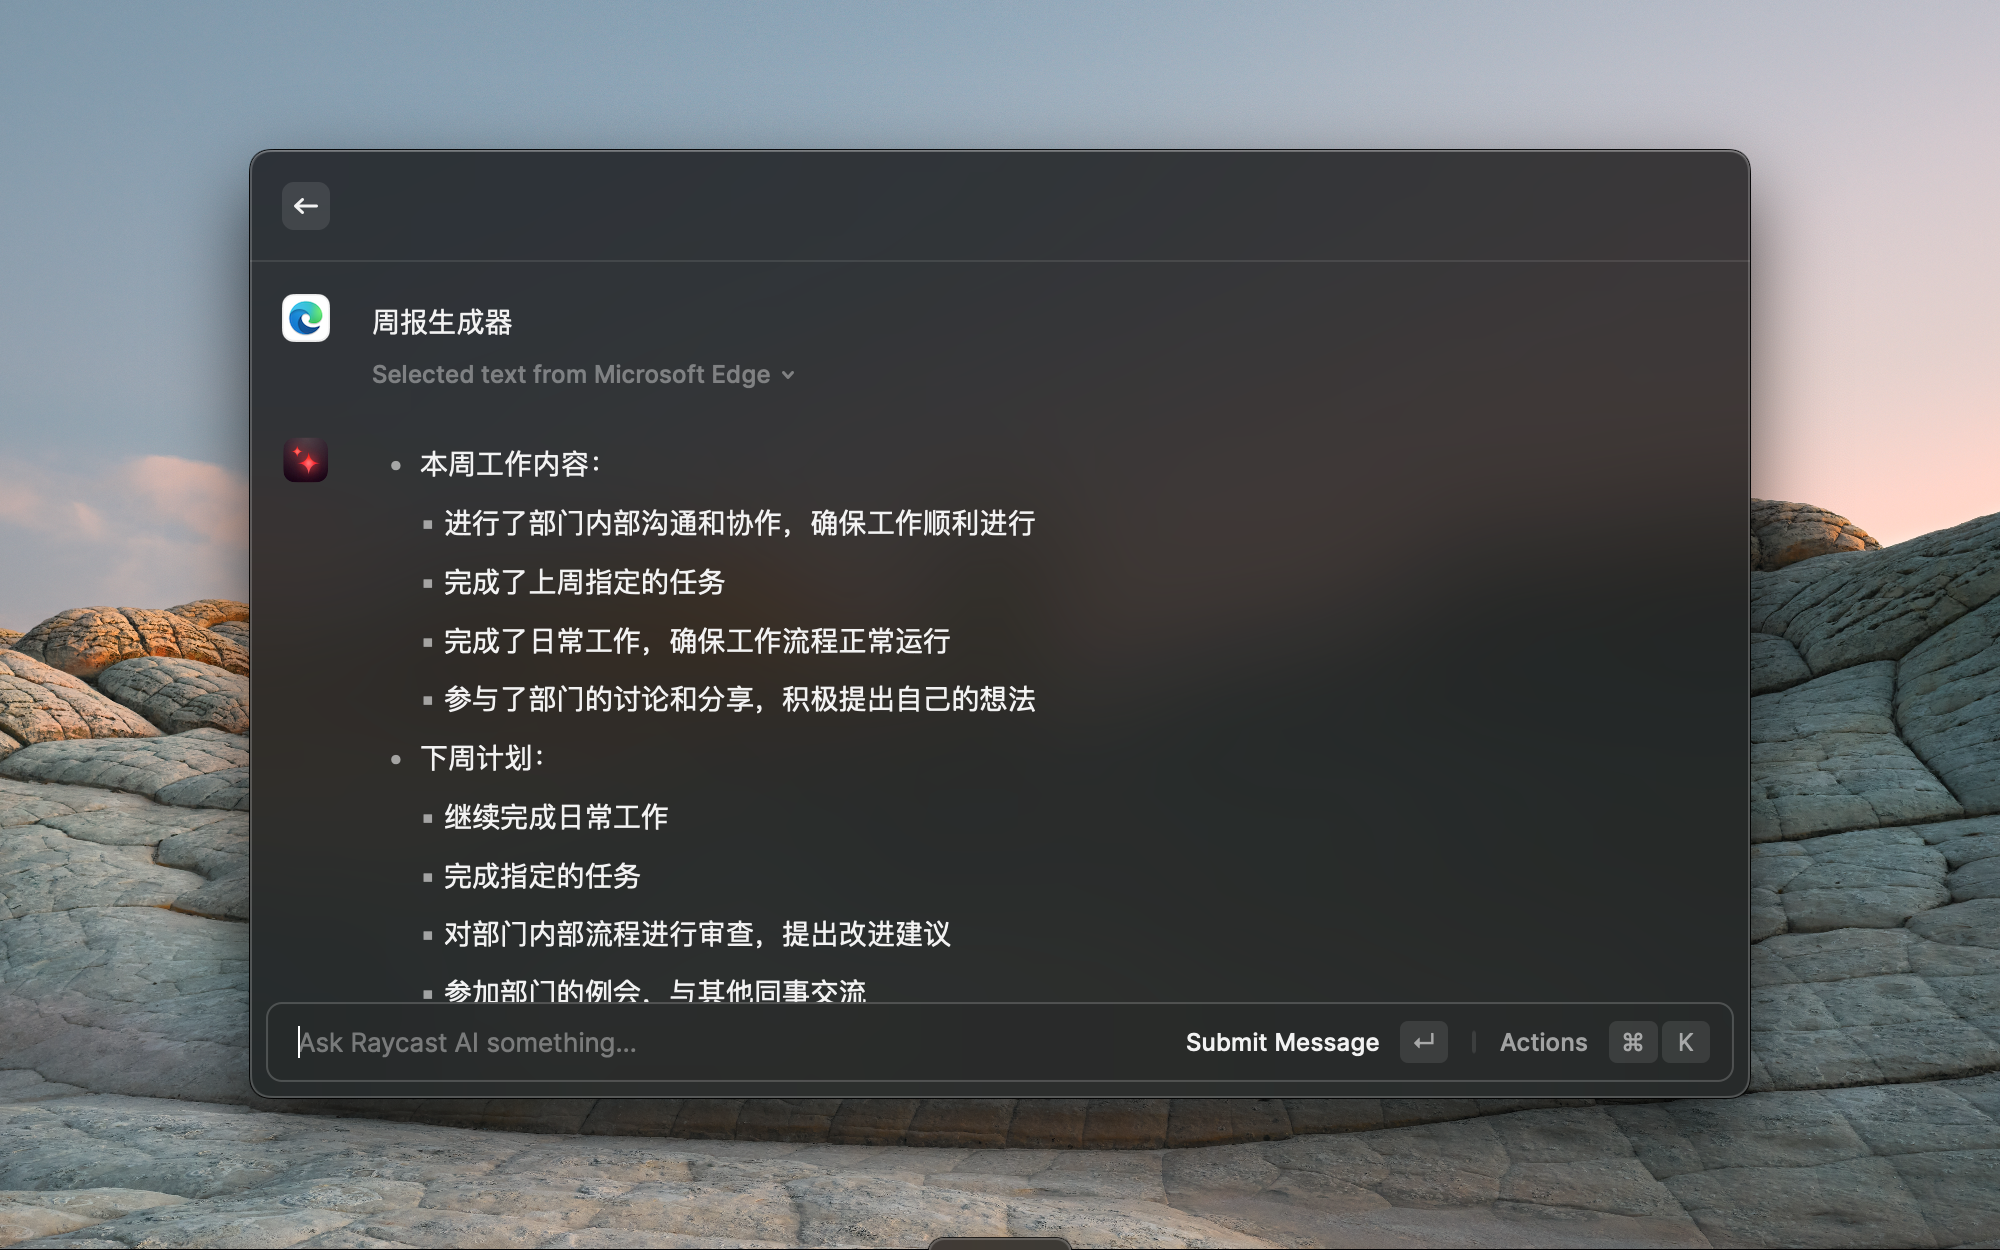 周报生成器
Selected text from Microsoft Edge
本周工作内容：
进行了部门内部沟通和协作，确保工作顺利进行
完成了上周指定的任务
完成了日常工作，确保工作流程正常运行
参与了部门的讨论和分享，积极提出自己的想法
下周计划：
继续完成日常工作
完成指定的任务
对部门内部流程进行审查，提出改进建议
参加部门的例会，与其他同事交流
Ask Raycast AI something...
Submit Message
Actions ⌘ K